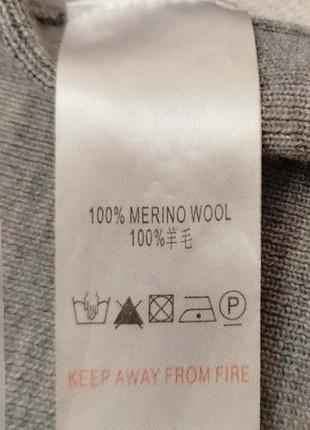 100% MERINO WOOL
100%羊毛
P
KEEP AWAY FROM FIRE